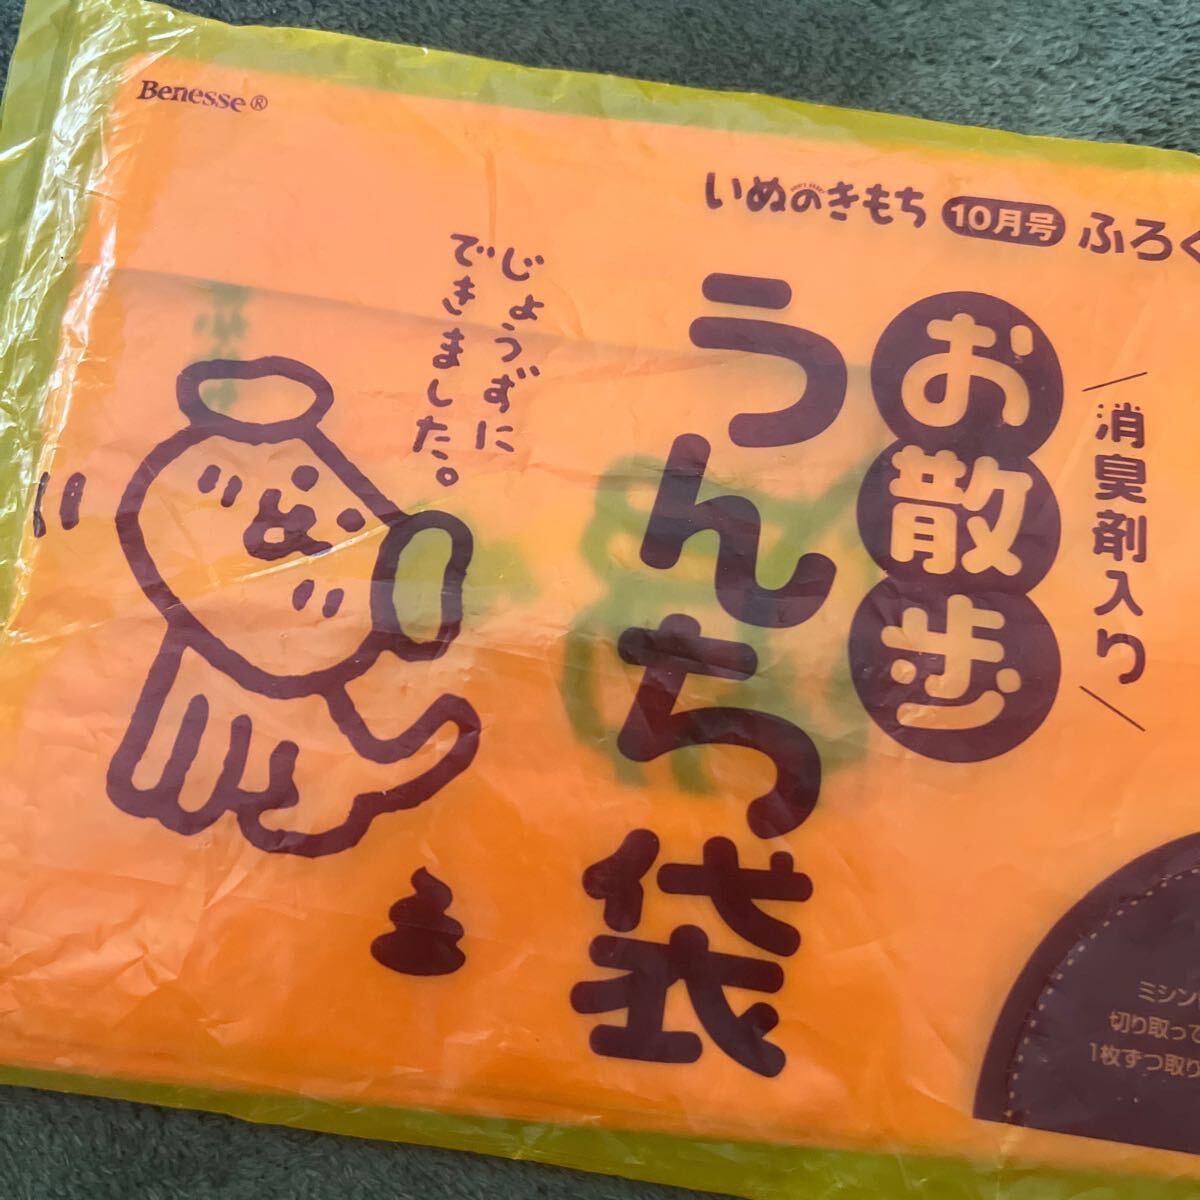 Benesse®
いぬのきもち 10月号 ふろく
消臭剤入り
お散歩
うんち袋
じょうずに
できました。
ミシン
切り取って
1枚ずつ取り